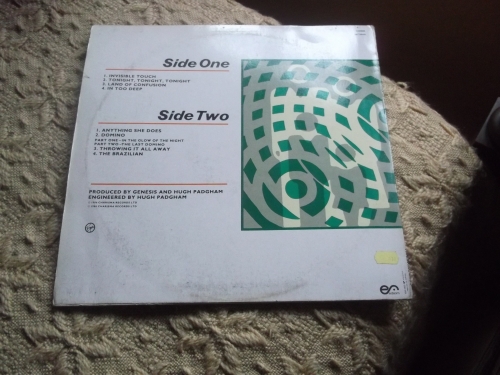 Side One
1. INVISIBLE TOUCH
2. TONIGHT, TONIGHT, TONIGHT
3. LAND OF CONFUSION
4. IN TOO DEEP
Side Two
1. ANYTHING SHE DOES
2. DOMINO
PART ONE-IN THE GLOW OF THE NIGHT
PART TWO-THE LAST DOMINO
3. THROWING IT ALL AWAY
4. THE BRAZILIAN
PRODUCED BY GENESIS AND HUGH PADGHAM
ENGINEERED BY HUGH PADGHAM